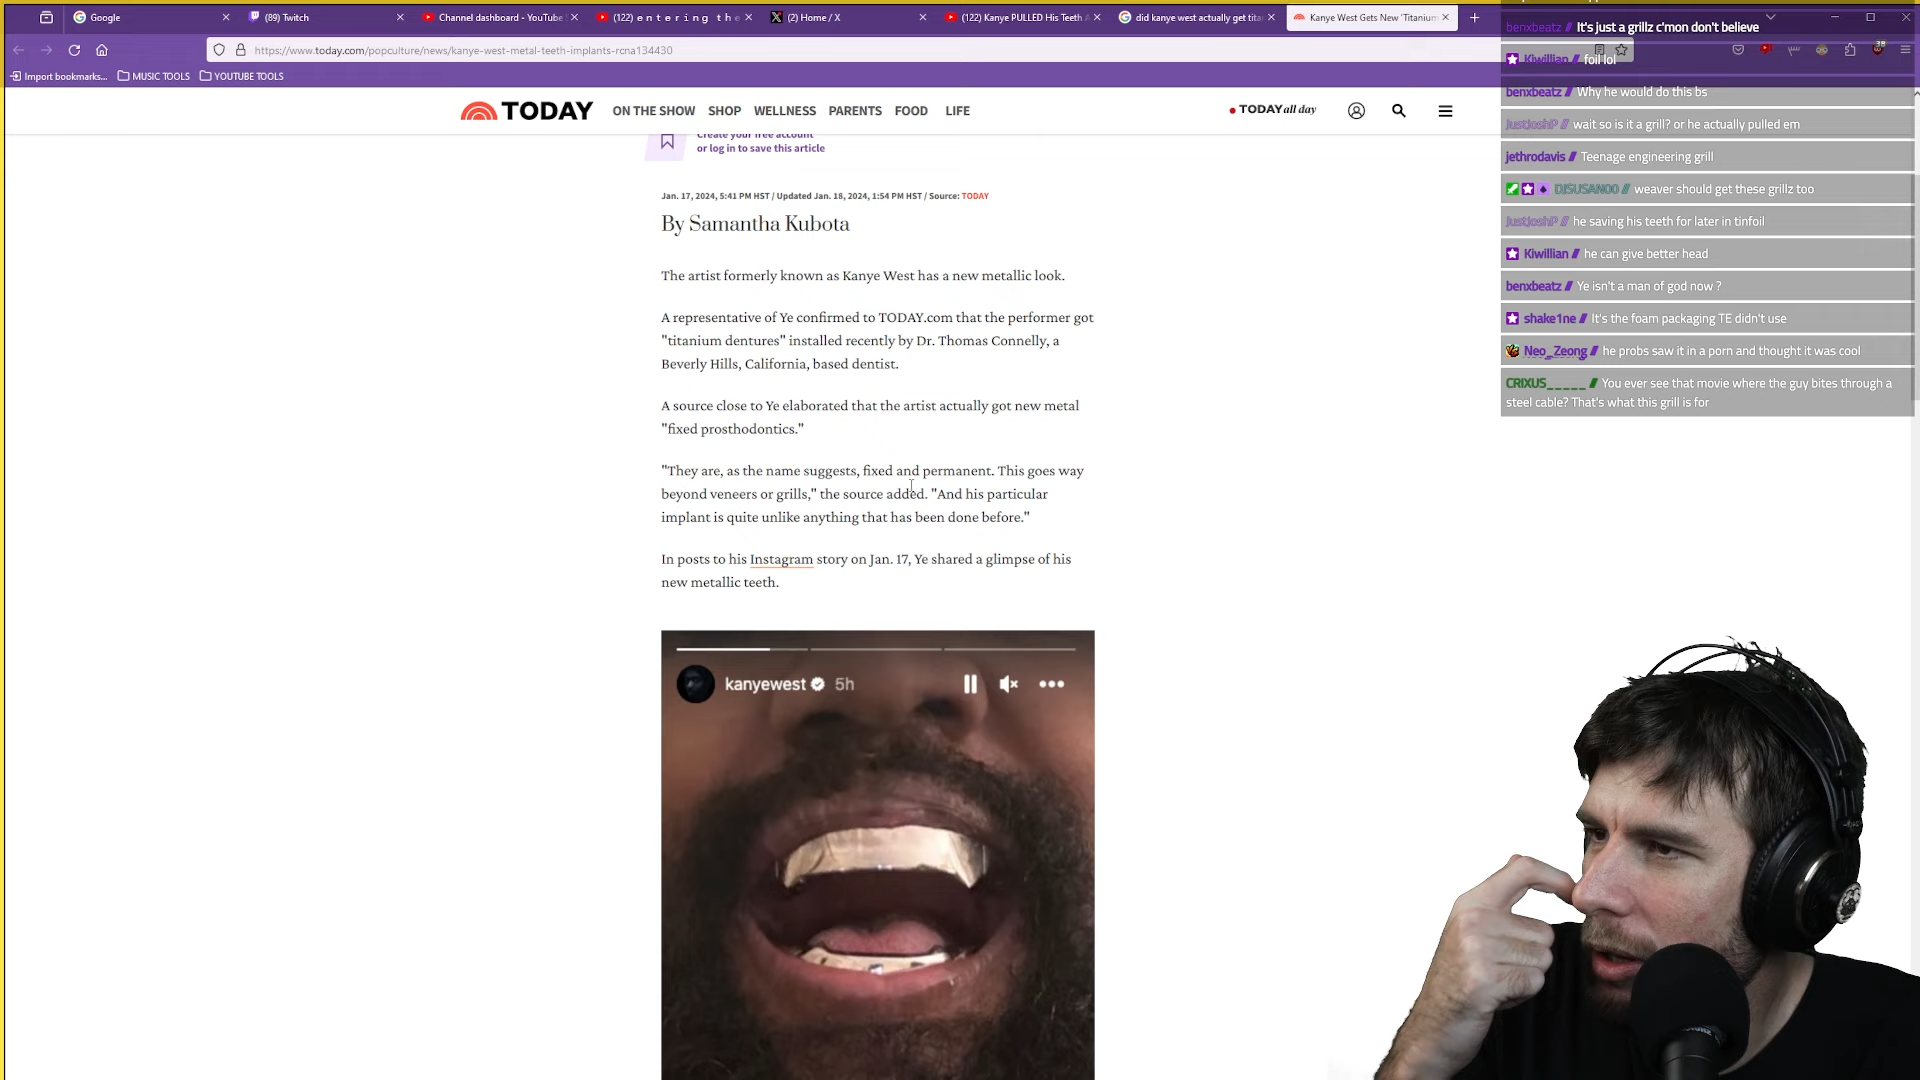 Google
(89) Twitch
Channel dashboard - YouTube
(122) e n t e r i n g t h e
(2) Home / X
(122) Kanye PULLED His Teeth
did kanye west actually get tita
Kanye West Gets New 'Titanium
https://www.today.com/popculture/news/kanye-west-metal-teeth-implants-rcna134430
38
Import bookmarks...
MUSIC TOOLS
YOUTUBE TOOLS
TODAY
ON THE SHOW
SHOP
WELLNESS
PARENTS
FOOD
LIFE
TODAY all day
Create your free account
or log in to save this article
Jan. 17, 2024, 5:41 PM HST / Updated Jan. 18, 2024, 1:54 PM HST / Source: TODAY
By Samantha Kubota
The artist formerly known as Kanye West has a new metallic look.
A representative of Ye confirmed to TODAY.com that the performer got
"titanium dentures" installed recently by Dr. Thomas Connelly, a
Beverly Hills, California, based dentist.
A source close to Ye elaborated that the artist actually got new metal
"fixed prosthodontics."
"They are, as the name suggests, fixed and permanent. This goes way
beyond veneers or grills," the source added. "And his particular
implant is quite unlike anything that has been done before."
In posts to his Instagram story on Jan. 17, Ye shared a glimpse of his
new metallic teeth.
kanyewest 5h
benxbeatz // It's just a grillz c'mon don't believe
Kiwillian // foil lol
benxbeatz // Why he would do this bs
JustJoshP // wait so is it a grill? or he actually pulled em
jethrodavis // Teenage engineering grill
DJSUSAN00 // weaver should get these grillz too
JustJoshP // he saving his teeth for later in tinfoil
Kiwillian // he can give better head
benxbeatz // Ye isn't a man of god now ?
shake1ne // It's the foam packaging TE didn't use
Neo_Zeong // he probs saw it in a porn and thought it was cool
CRIXUS_____ // You ever see that movie where the guy bites through a
steel cable? That's what this grill is for